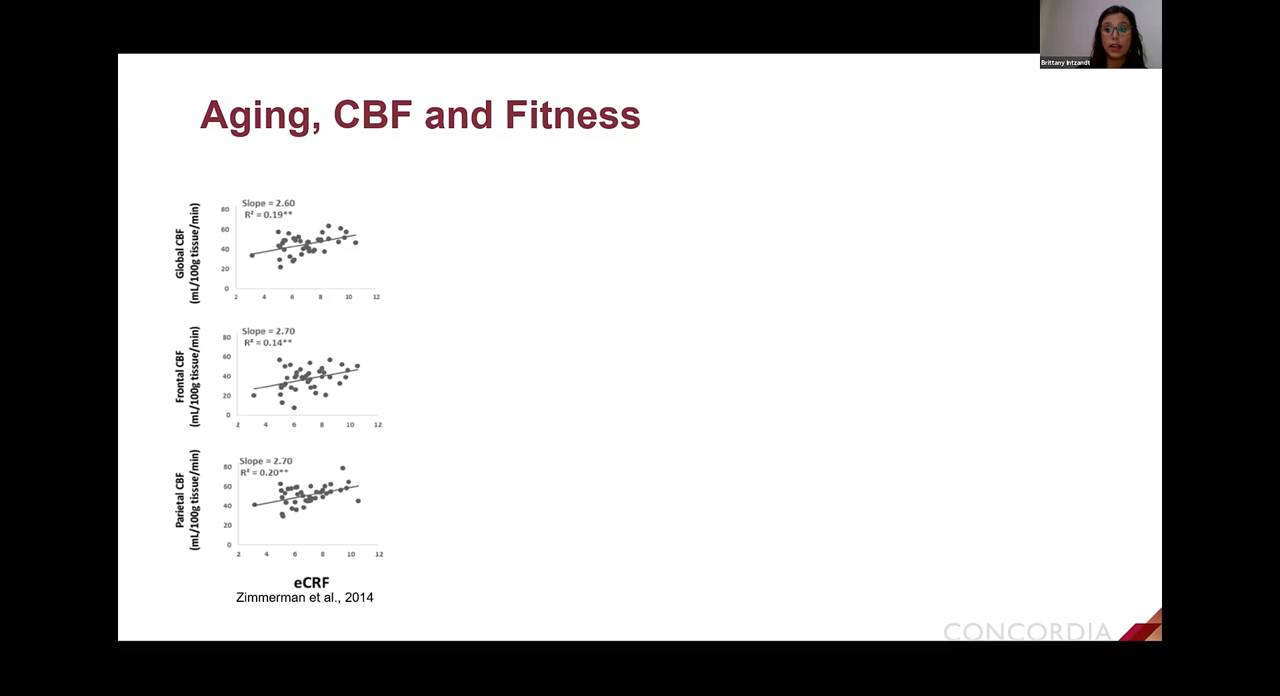 Brittany Intzandt
Aging, CBF and Fitness
Global CBF
(mL/100g tissue/min)
Slope = 2.60
R² = 0.19**
80
60
40
20
0
2 4 6 8 10 12
Frontal CBF
(mL/100g tissue/min)
Slope = 2.70
R² = 0.14**
80
60
40
20
0
2 4 6 8 10 12
Parietal CBF
(mL/100g tissue/min)
Slope = 2.70
R² = 0.20**
80
60
40
20
0
2 4 6 8 10 12
eCRF
Zimmerman et al., 2014
CONCORDIA